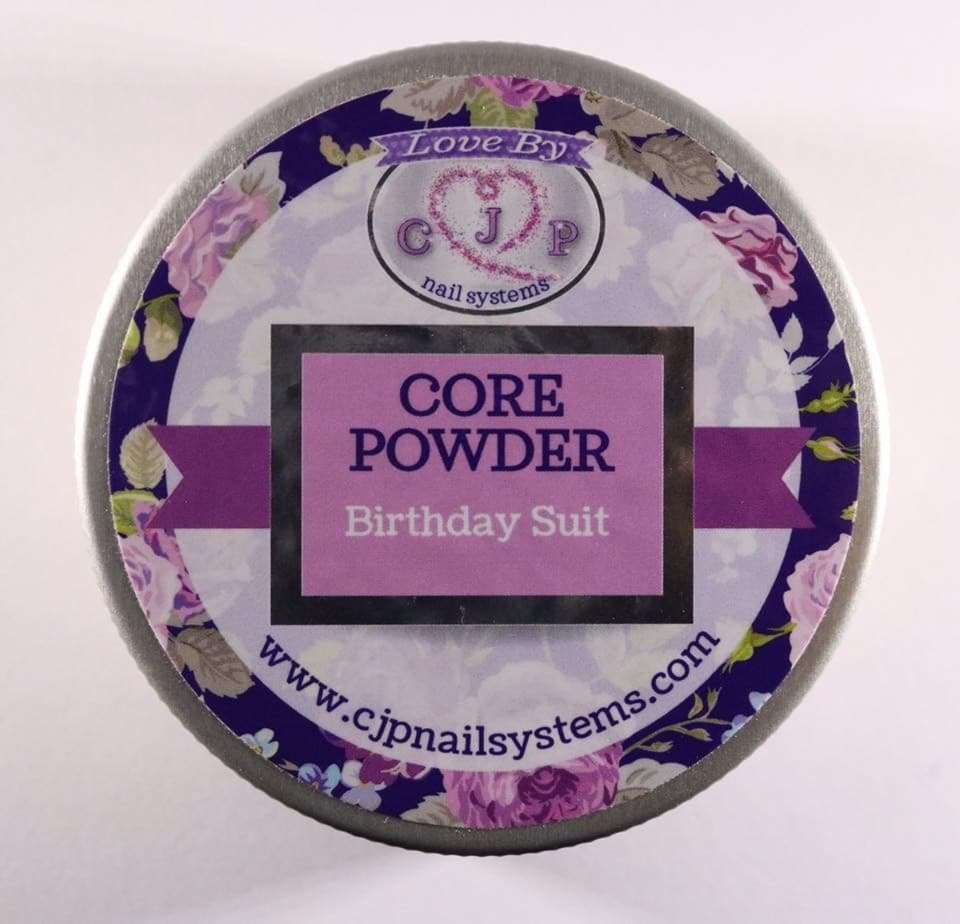 Love By
C J P
nail systems
CORE
POWDER
Birthday Suit
www.cjpnailsystems.com